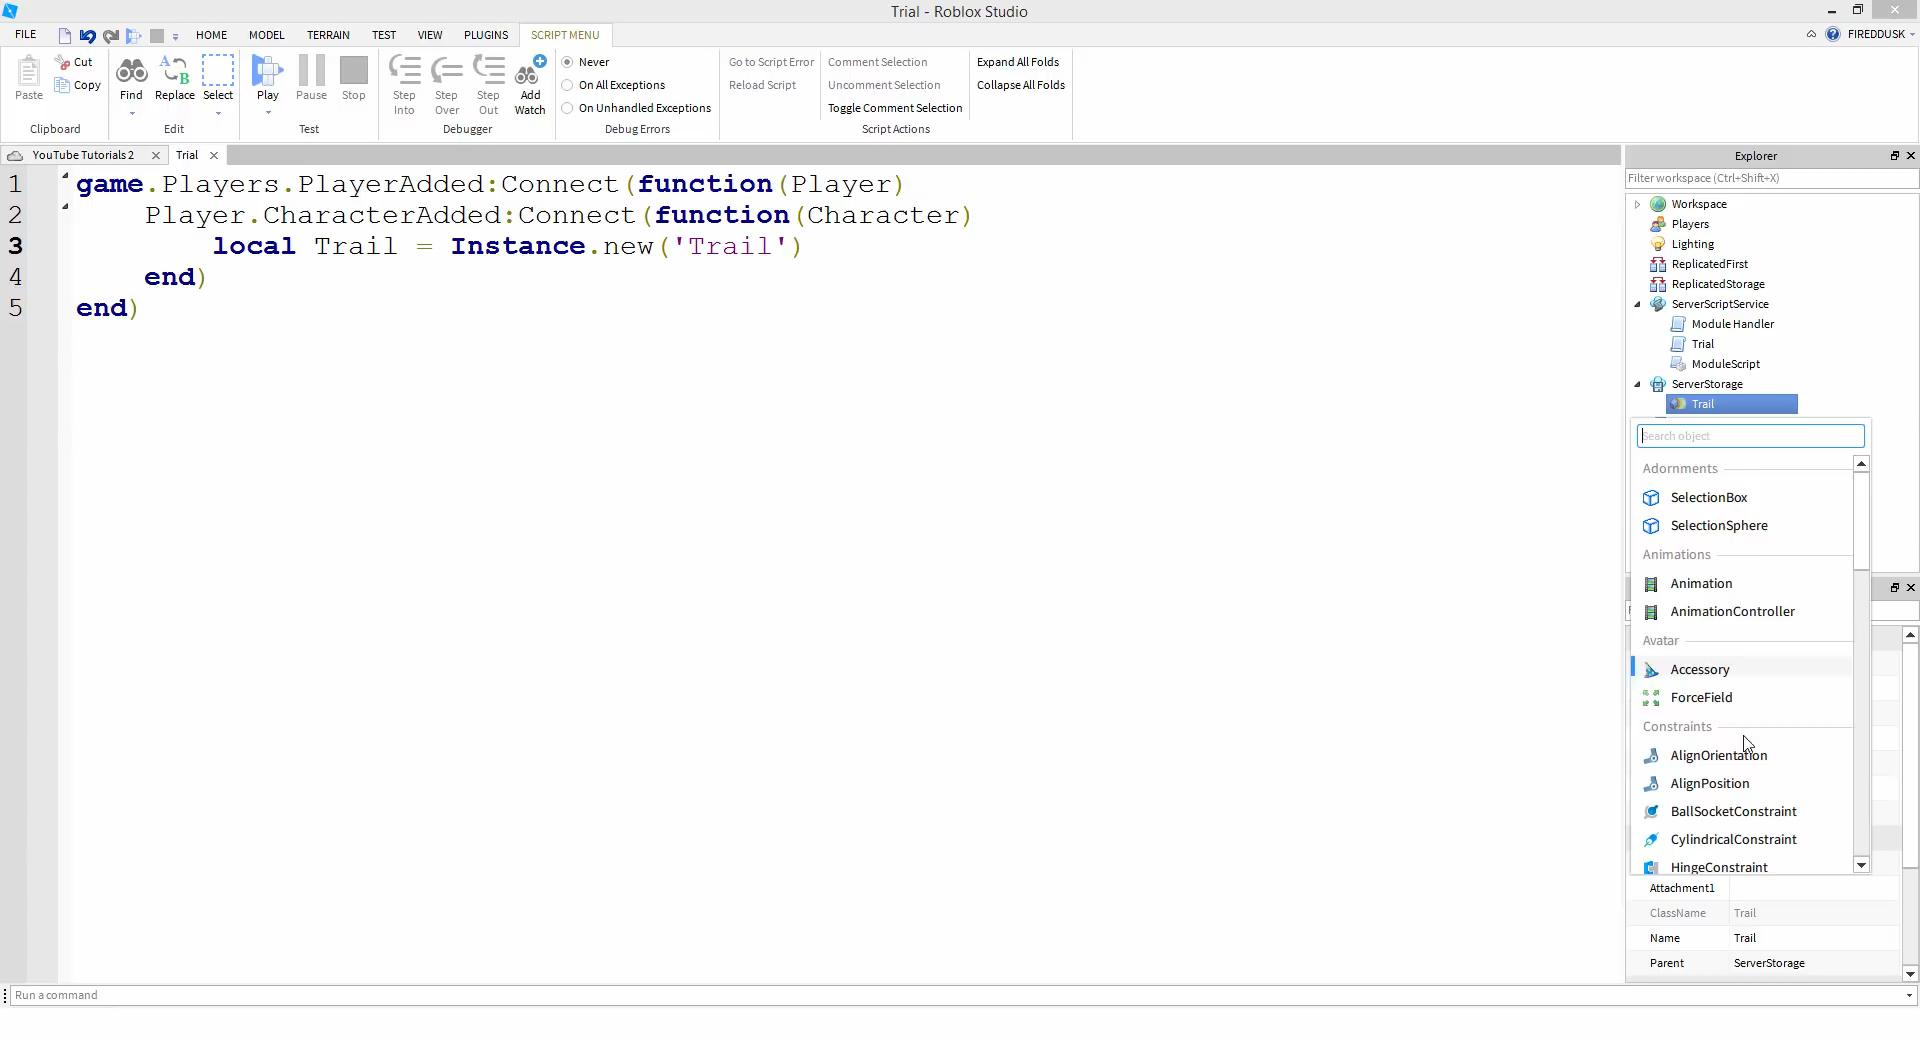 Trial - Roblox Studio
FILE HOME MODEL TERRAIN TEST VIEW PLUGINS SCRIPT MENU FIREDDUSK
Paste Cut Copy Clipboard
Find Replace Select Edit
Play Pause Stop Test
Step Into Step Over Step Out Add Watch Debugger
Never
On All Exceptions
On Unhandled Exceptions
Debug Errors
Go to Script Error
Reload Script
Comment Selection
Uncomment Selection
Toggle Comment Selection
Expand All Folds
Collapse All Folds
Script Actions
YouTube Tutorials 2 Trial
1 game.Players.PlayerAdded:Connect(function(Player)
2 Player.CharacterAdded:Connect(function(Character)
3 local Trail = Instance.new('Trail')
4 end)
5 end)
Explorer
Filter workspace (Ctrl+Shift+X)
Workspace
Players
Lighting
ReplicatedFirst
ReplicatedStorage
ServerScriptService
Module Handler
Trial
ModuleScript
ServerStorage
Trail
Search object
Adornments
SelectionBox
SelectionSphere
Animations
Animation
AnimationController
Avatar
Accessory
ForceField
Constraints
AlignOrientation
AlignPosition
BallSocketConstraint
CylindricalConstraint
HingeConstraint
Attachment1
ClassName Trail
Name Trail
Parent ServerStorage
Run a command